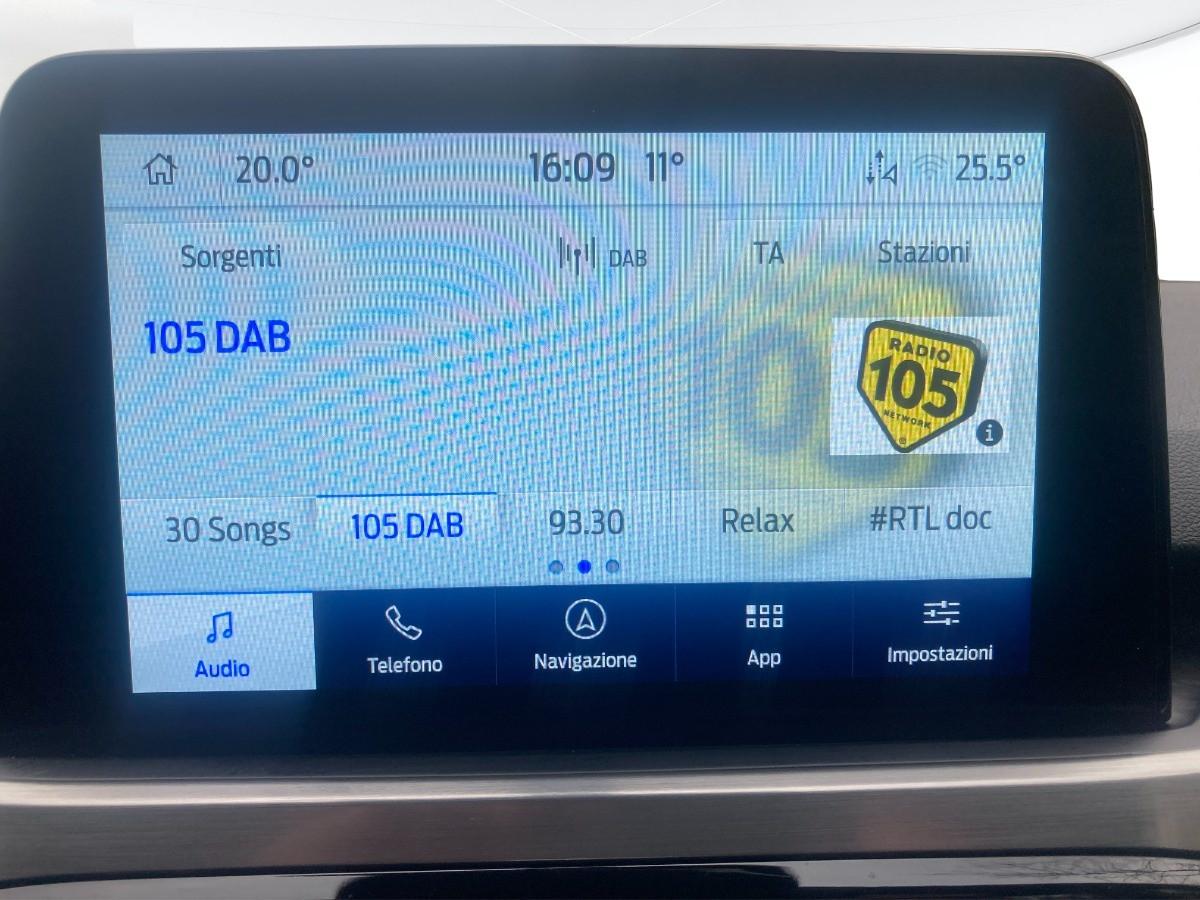 20.0° 16:09 11° 25.5°
Sorgenti DAB TA Stazioni
105 DAB
RADIO
105
NETWORK
®
i
30 Songs 105 DAB 93.30 Relax #RTL doc
Audio Telefono Navigazione App Impostazioni